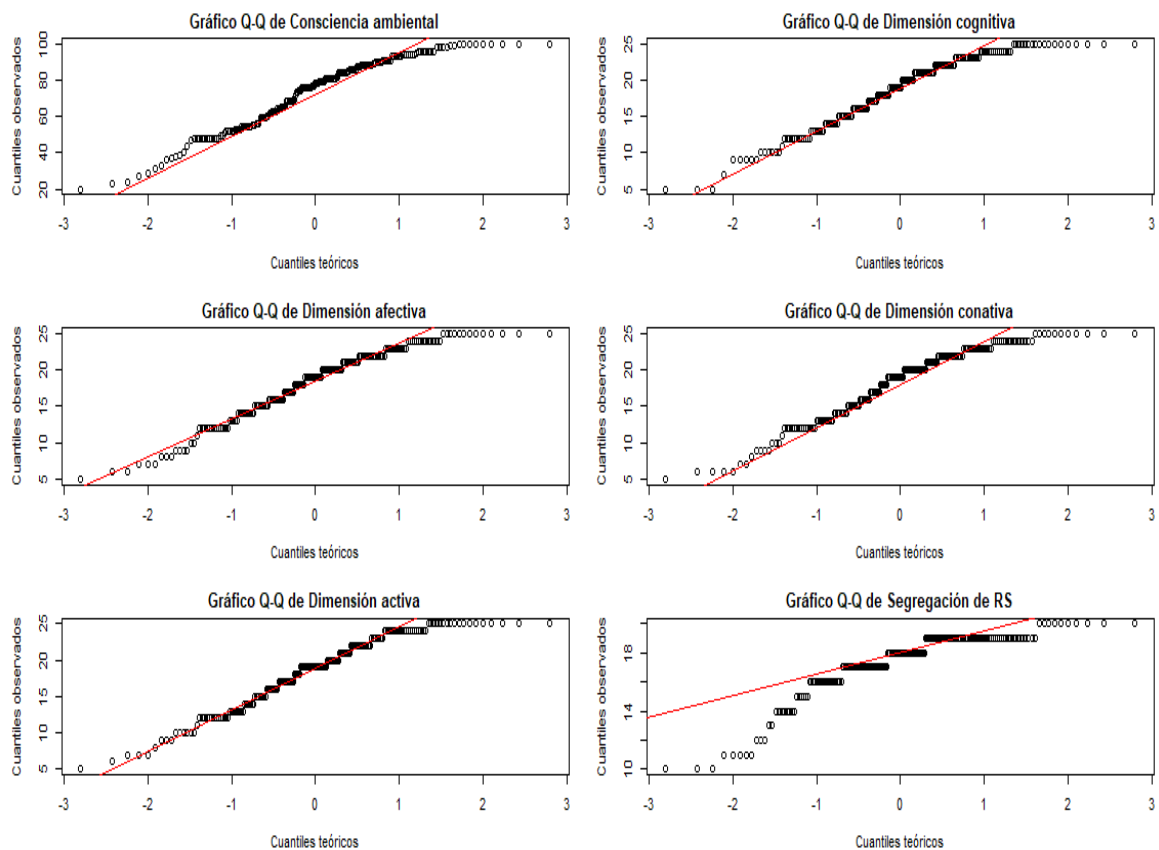 Gráfico Q-Q de Consciencia ambiental
Cuantiles observados
20 40 60 80 100
-3 -2 -1 0 1 2 3
Cuantiles teóricos
Gráfico Q-Q de Dimensión cognitiva
Cuantiles observados
5 10 15 20 25
-3 -2 -1 0 1 2 3
Cuantiles teóricos
Gráfico Q-Q de Dimensión afectiva
Cuantiles observados
5 10 15 20 25
-3 -2 -1 0 1 2 3
Cuantiles teóricos
Gráfico Q-Q de Dimensión conativa
Cuantiles observados
5 10 15 20 25
-3 -2 -1 0 1 2 3
Cuantiles teóricos
Gráfico Q-Q de Dimensión activa
Cuantiles observados
5 10 15 20 25
-3 -2 -1 0 1 2 3
Cuantiles teóricos
Gráfico Q-Q de Segregación de RS
Cuantiles observados
10 12 14 16 18
-3 -2 -1 0 1 2 3
Cuantiles teóricos